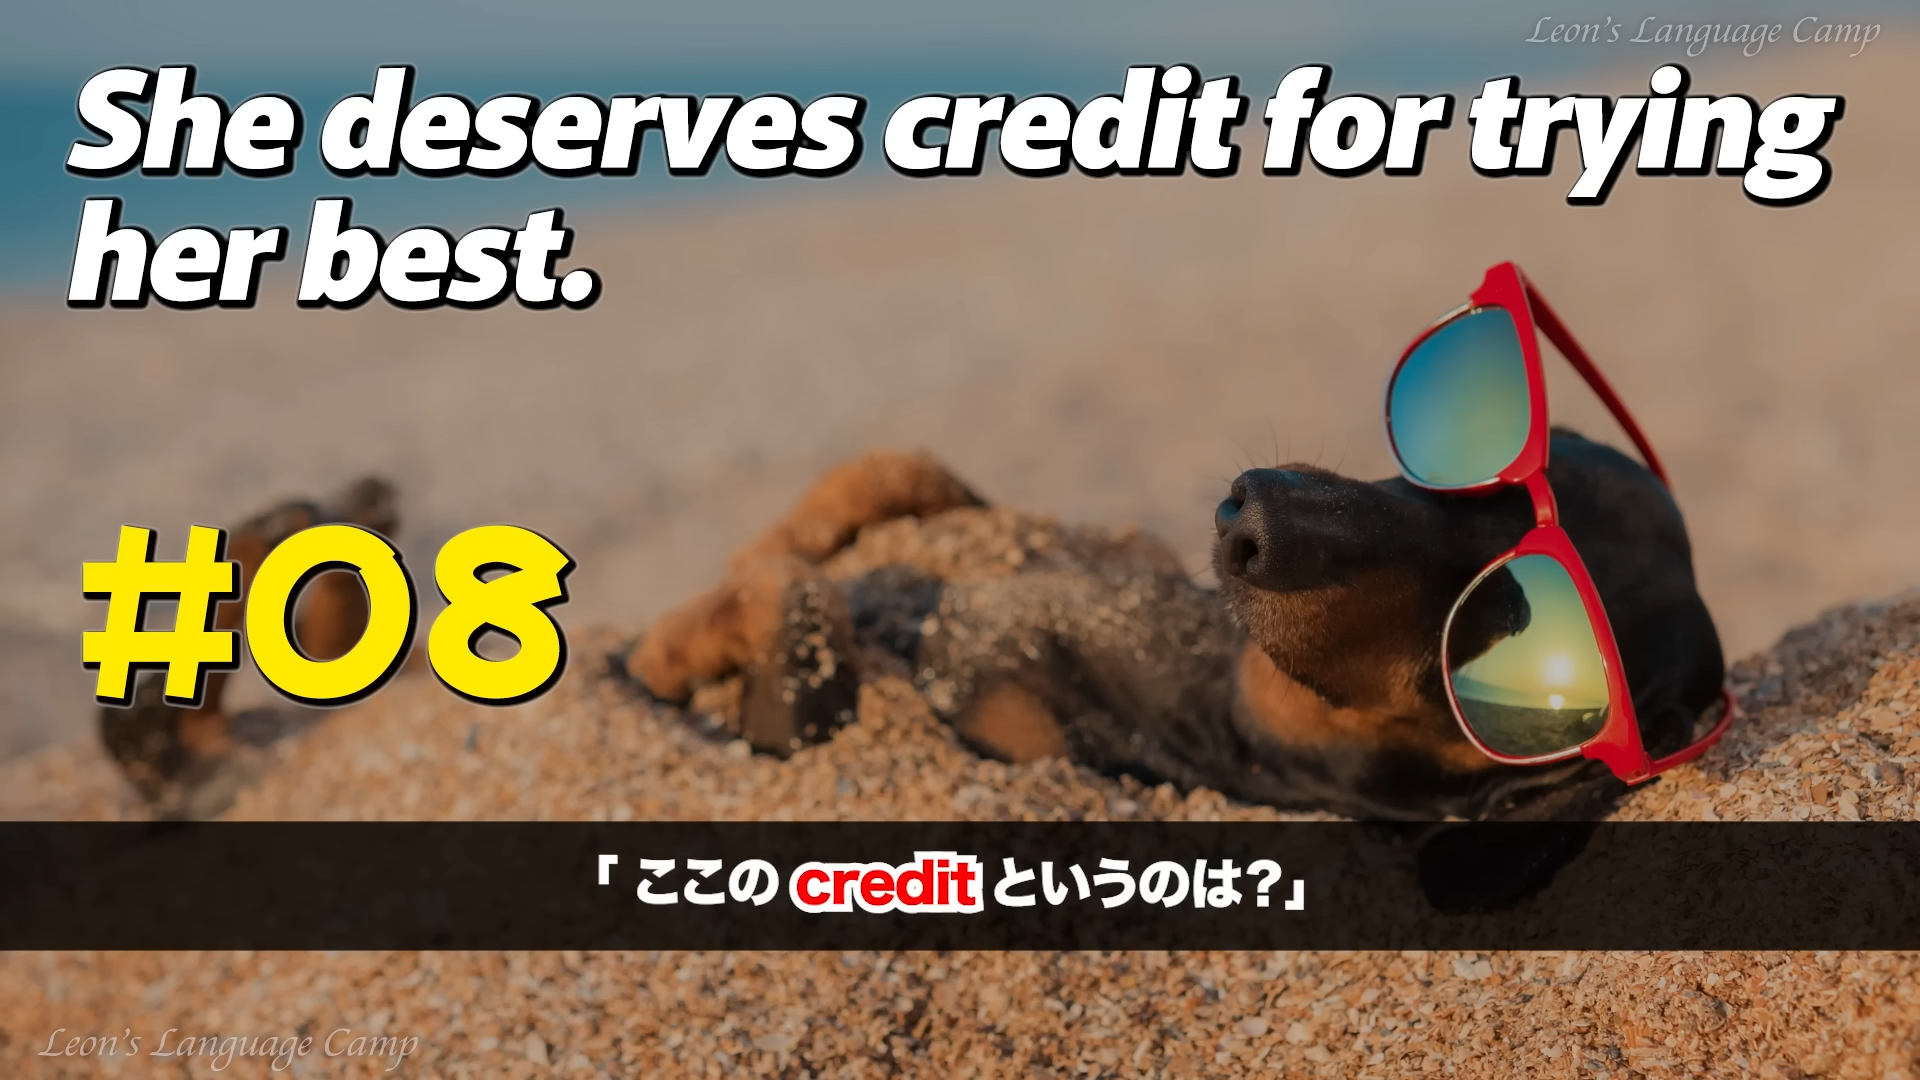 Leon's Language Camp
She deserves credit for trying
her best.
#08
「ここのcreditというのは？」
Leon's Language Camp